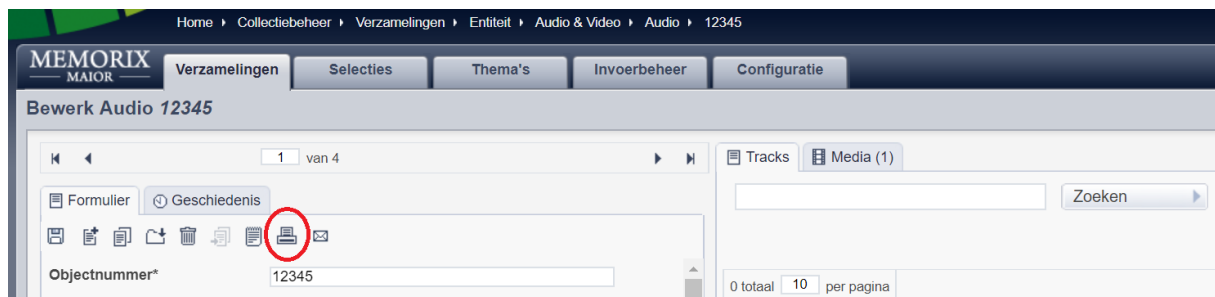 Home ▸ Collectiebeheer ▸ Verzamelingen ▸ Entiteit ▸ Audio & Video ▸ Audio ▸ 12345
MEMORIX
MAIOR
Verzamelingen Selecties Thema's Invoerbeheer Configuratie
Bewerk Audio 12345
1 van 4
Tracks Media (1)
Formulier Geschiedenis
Zoeken
Objectnummer* 12345
0 totaal 10 per pagina